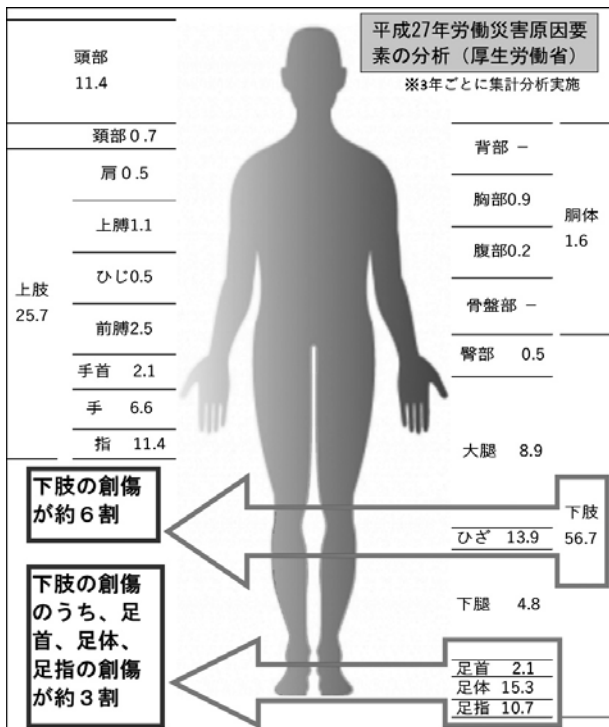 平成27年労働災害原因要
素の分析（厚生労働省）
※3年ごとに集計分析実施
頭部
11.4
頚部0.7
上肢
25.7
肩0.5
上膊1.1
ひじ0.5
前膊2.5
手首 2.1
手 6.6
指 11.4
背部 －
胸部0.9
腹部0.2
骨盤部 －
胴体
1.6
臀部 0.5
大腿 8.9
ひざ 13.9
下腿 4.8
足首 2.1
足体 15.3
足指 10.7
下肢
56.7
下肢の創傷
が約６割
下肢の創傷
のうち、足
首、足体、
足指の創傷
が約３割